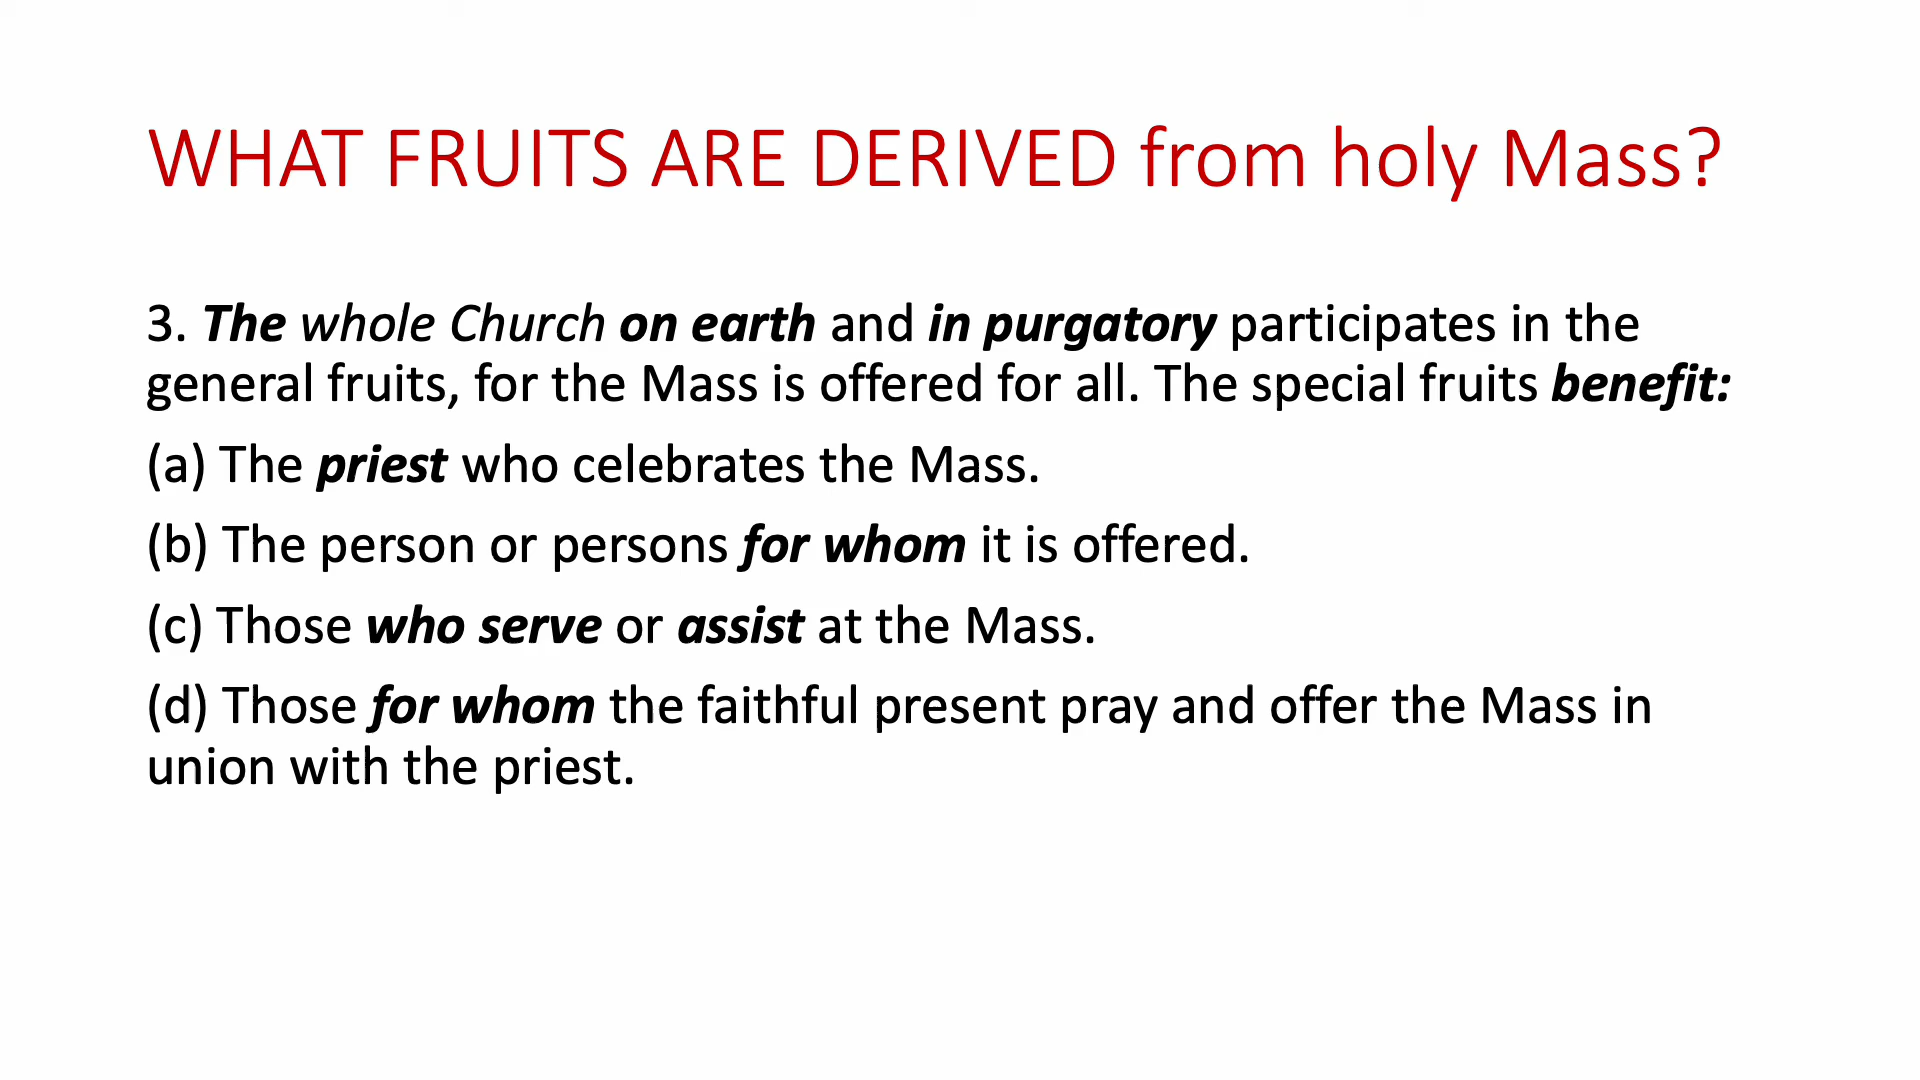 WHAT FRUITS ARE DERIVED from holy Mass?
3. The whole Church on earth and in purgatory participates in the
general fruits, for the Mass is offered for all. The special fruits benefit:
(a) The priest who celebrates the Mass.
(b) The person or persons for whom it is offered.
(c) Those who serve or assist at the Mass.
(d) Those for whom the faithful present pray and offer the Mass in
union with the priest.